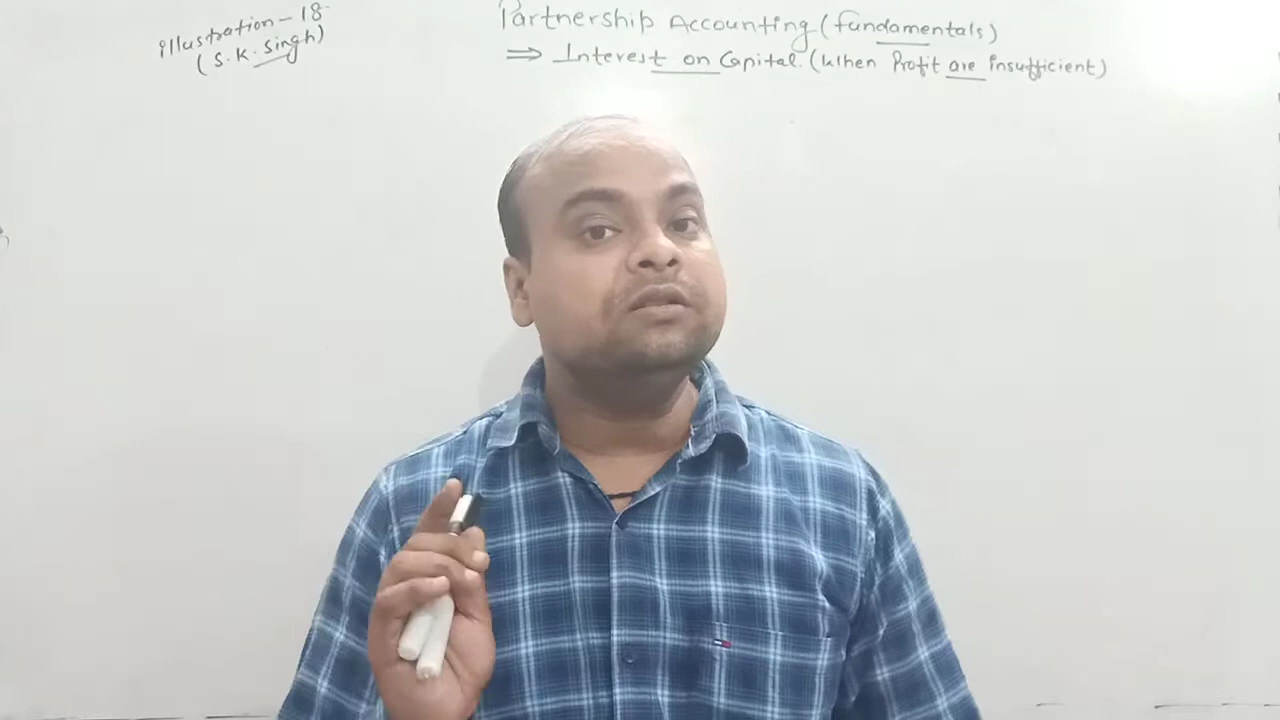 illustration-18
(S.K. Singh)
Partnership Accounting (fundamentals)
⇒ Interest on Capital. (When Profit are insufficient)